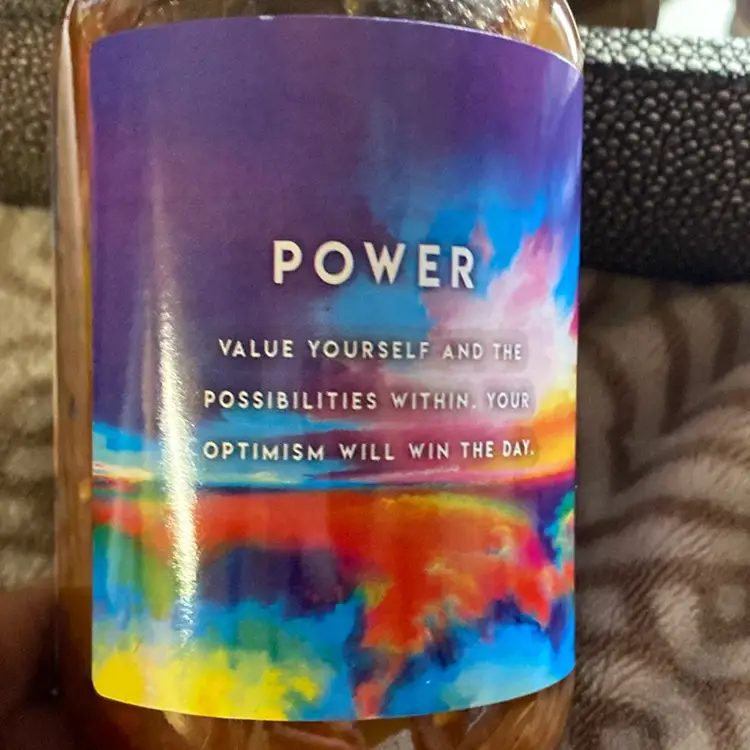 POWER
VALUE YOURSELF AND THE
POSSIBILITIES WITHIN. YOUR
OPTIMISM WILL WIN THE DAY.